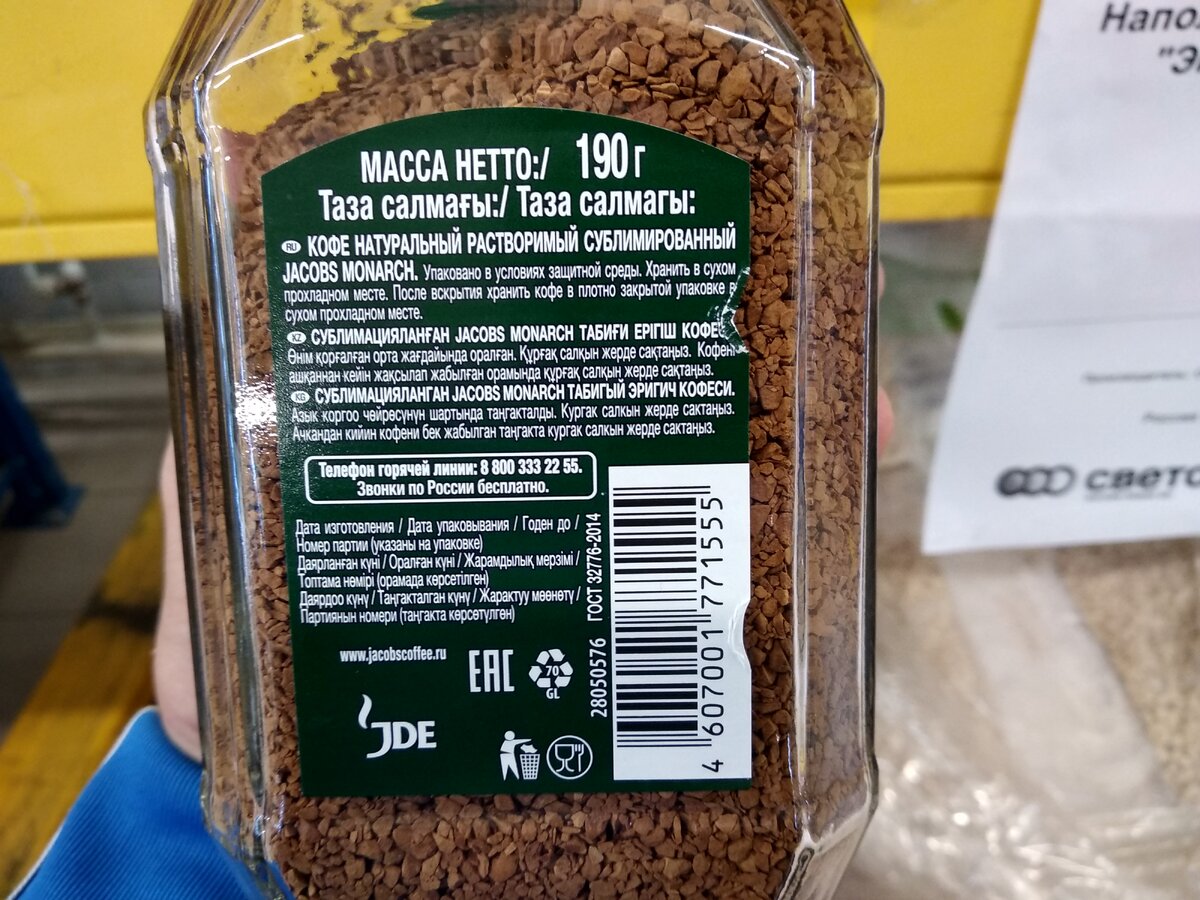 МАССА НЕТТО:/ 190 г
Таза салмағы:/ Таза салмагы:
RU КОФЕ НАТУРАЛЬНЫЙ РАСТВОРИМЫЙ СУБЛИМИРОВАННЫЙ
JACOBS MONARCH. Упаковано в условиях защитной среды. Хранить в сухом
прохладном месте. После вскрытия хранить кофе в плотно закрытой упаковке в
сухом прохладном месте.
KZ СУБЛИМАЦИЯЛАНҒАН JACOBS MONARCH ТАБИҒИ ЕРІГІШ
Өнім қорғалған орта жағдайында оралған. Құрғақ салқын жерде сақтаңыз.
ашқаннан кейін жақсылап жабылған орамында құрғақ салқын жерде сақтаңыз.
KG СУБЛИМАЦИЯЛАНГАН JACOBS MONARCH ТАБИГЫЙ ЭРИГИЧ КОФЕСИ.
Азык коргоо чөйрөсүнүн шартында таңгакталды. Кургак салкын жерде сактаңыз.
Ачкандан кийин кофени бек жабылган таңгакта кургак салкын жерде сактаңыз.
Телефон горячей линии: 8 800 333 22 55.
Звонки по России бесплатно.
Дата изготовления / Дата упаковывания / Годен до /
Номер партии (указаны на упаковке)
Даярланған күні / Оралған күні / Жарамдылық мерзімі /
Топтама нөмірі (орамада көрсетілген)
Даярдоо күнү / Таңгакталган күнү / Жарактуу мөөнөтү /
Партиянын номери (таңгакта көрсөтүлгөн)
www.jacobscoffee.ru
EAC
70
GL
JDE
28050576 ГОСТ 32776-2014
4 607001 771555
Напо
"Э
СВЕТО